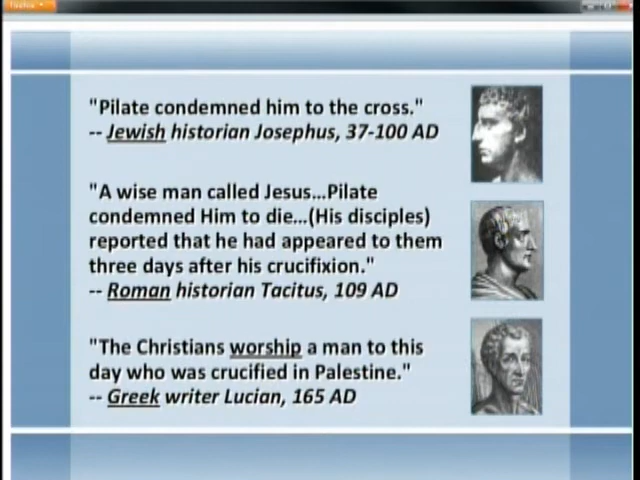 "Pilate condemned him to the cross."
-- Jewish historian Josephus, 37-100 AD
"A wise man called Jesus...Pilate
condemned Him to die...(His disciples)
reported that he had appeared to them
three days after his crucifixion."
-- Roman historian Tacitus, 109 AD
"The Christians worship a man to this
day who was crucified in Palestine."
-- Greek writer Lucian, 165 AD